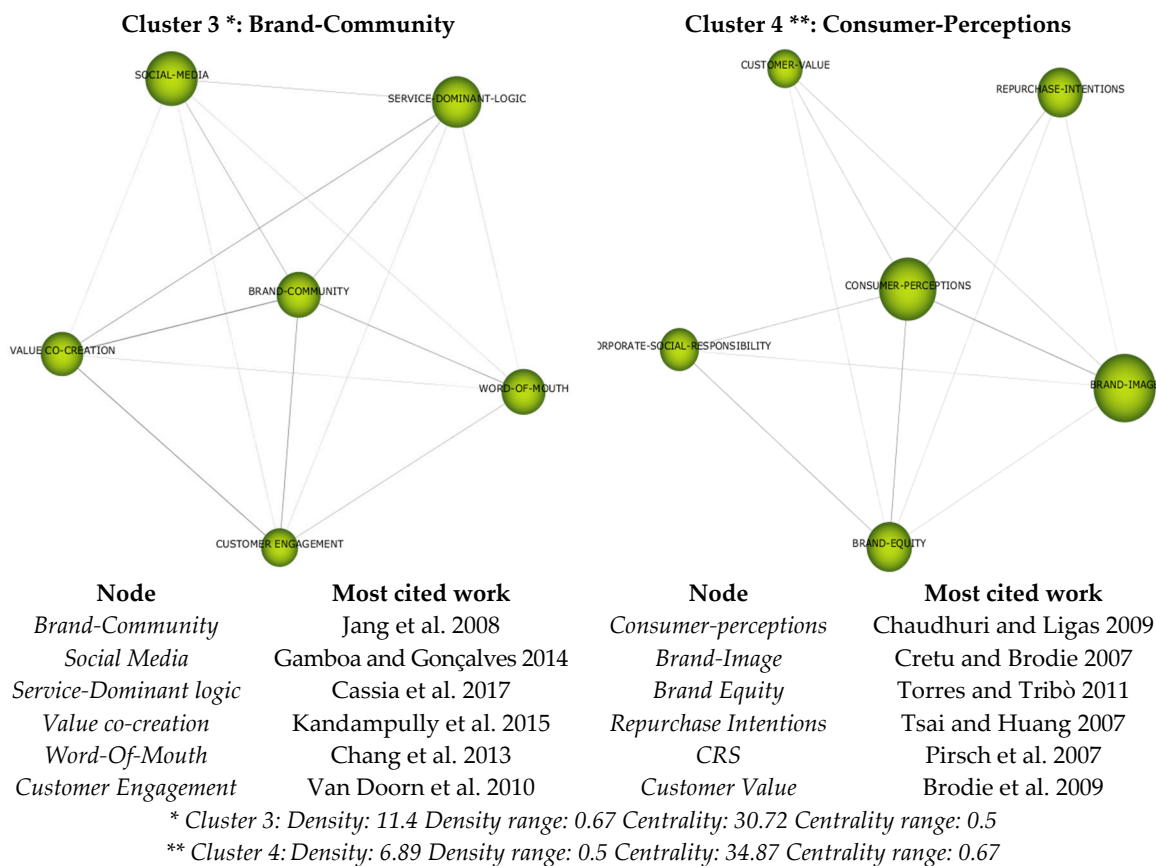 Cluster 3 *: Brand-Community
SOCIAL-MEDIA
SERVICE-DOMINANT-LOGIC
BRAND-COMMUNITY
VALUE CO-CREATION
WORD-OF-MOUTH
CUSTOMER ENGAGEMENT
Cluster 4 **: Consumer-Perceptions
CUSTOMER-VALUE
REPURCHASE-INTENTIONS
CONSUMER-PERCEPTIONS
ORPORATE-SOCIAL-RESPONSIBILITY
BRAND-IMAGE
BRAND-EQUITY
Node Most cited work
Brand-Community Jang et al. 2008
Social Media Gamboa and Gonçalves 2014
Service-Dominant logic Cassia et al. 2017
Value co-creation Kandampully et al. 2015
Word-Of-Mouth Chang et al. 2013
Customer Engagement Van Doorn et al. 2010
Node Most cited work
Consumer-perceptions Chaudhuri and Ligas 2009
Brand-Image Cretu and Brodie 2007
Brand Equity Torres and Tribò 2011
Repurchase Intentions Tsai and Huang 2007
CRS Pirsch et al. 2007
Customer Value Brodie et al. 2009
* Cluster 3: Density: 11.4 Density range: 0.67 Centrality: 30.72 Centrality range: 0.5
** Cluster 4: Density: 6.89 Density range: 0.5 Centrality: 34.87 Centrality range: 0.67